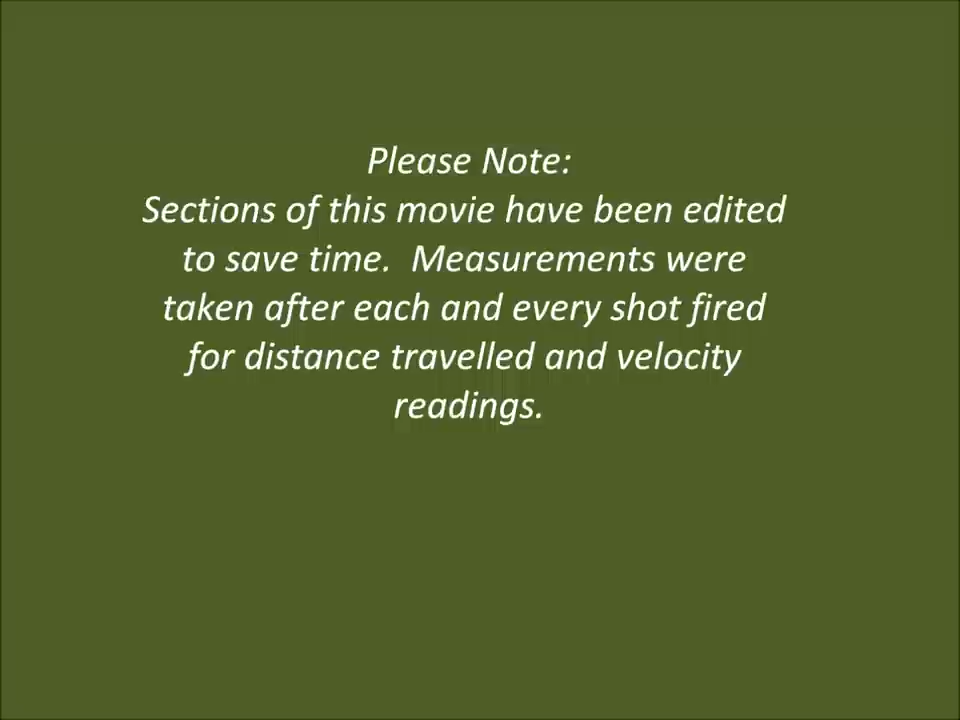 Please Note:
Sections of this movie have been edited
to save time.  Measurements were
taken after each and every shot fired
for distance travelled and velocity
readings.